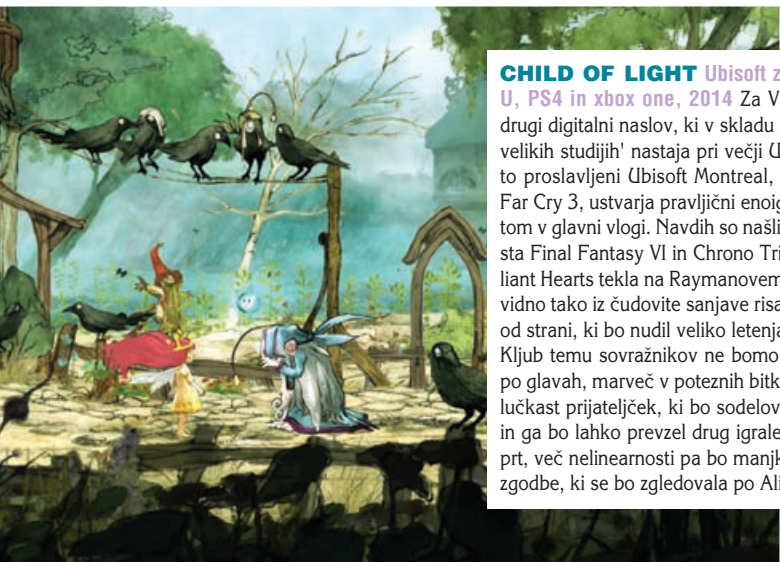 CHILD OF LIGHT Ubisoft z
U, PS4 in xbox one, 2014 Za V
drugi digitalni naslov, ki v skladu
velikih studijih' nastaja pri večji U
to proslavljeni Ubisoft Montreal,
Far Cry 3, ustvarja pravljični enoig
tom v glavni vlogi. Navdih so našli
sta Final Fantasy VI in Chrono Tri
liant Hearts tekla na Raymanovem
vidno tako iz čudovite sanjave risa
od strani, ki bo nudil veliko letenja
Kljub temu sovražnikov ne bomo
po glavah, marveč v poteznih bitk
lučkast prijateljček, ki bo sodelov
in ga bo lahko prevzel drug igrale
prt, več nelinearnosti pa bo manjk
zgodbe, ki se bo zgledovala po Ali